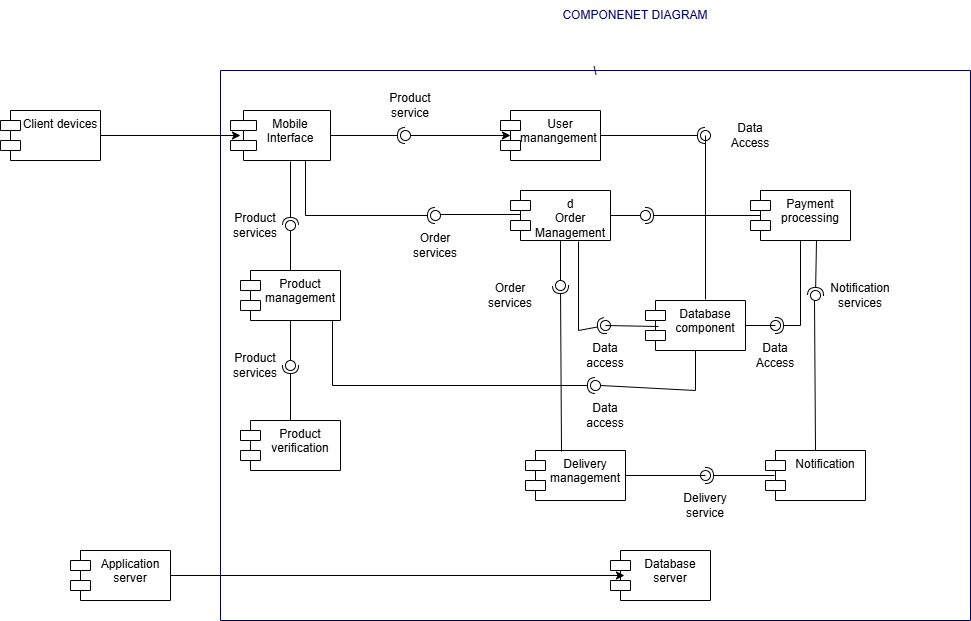 COMPONENET DIAGRAM
\
Client devices
Mobile
Interface
Product
service
User
manangement
Data
Access
Product
services
Order
services
d
Order
Management
Payment
processing
Product
management
Order
services
Database
component
Notification
services
Data
access
Data
Access
Product
services
Data
access
Product
verification
Delivery
management
Delivery
service
Notification
Application
server
Database
server